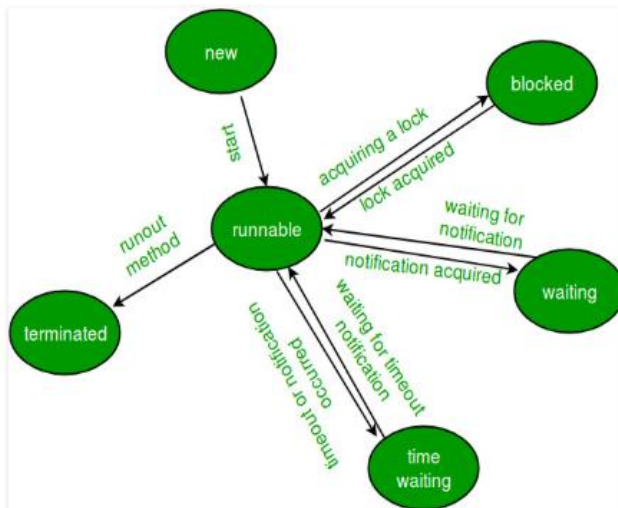 new
blocked
start
acquiring a lock
lock acquired
waiting for
notification
runnable
runout
method
notification acquired
waiting
terminated
timeout or notification
occurred
waiting for timeout
notification
time
waiting